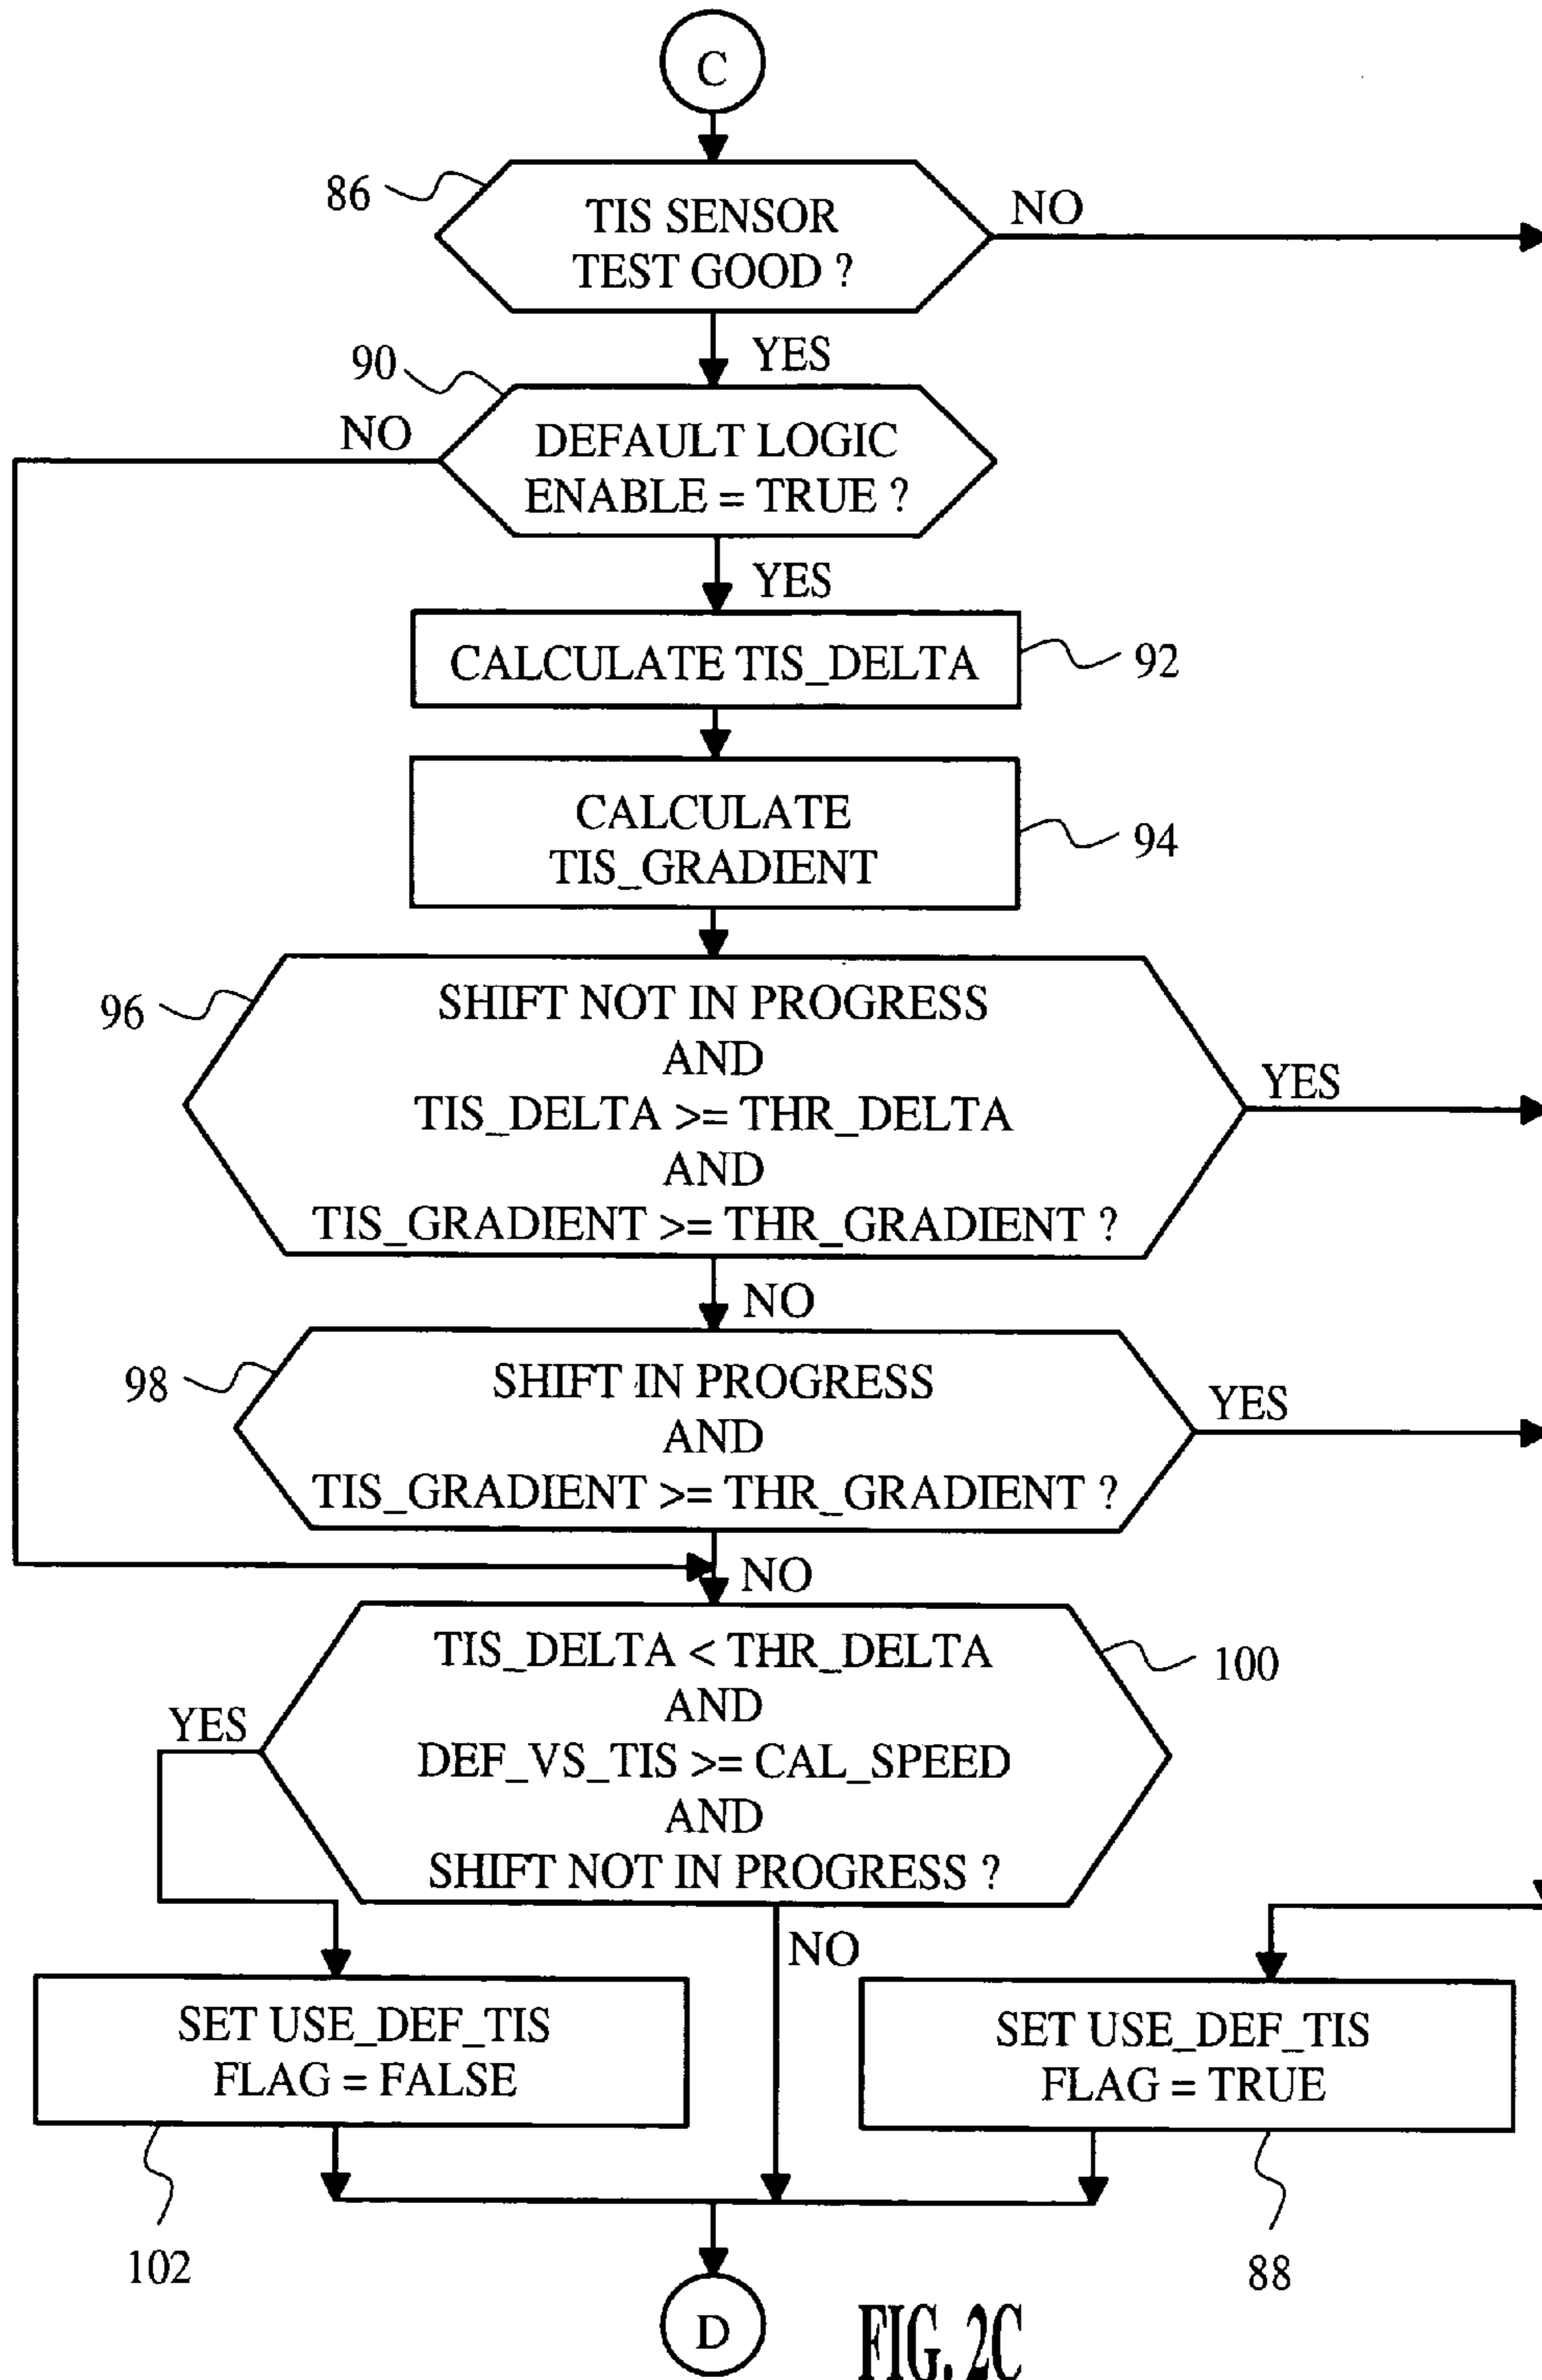 C
86
TIS SENSOR
TEST GOOD ?
NO
YES
90
NO
DEFAULT LOGIC
ENABLE = TRUE ?
YES
CALCULATE TIS_DELTA
92
CALCULATE
TIS_GRADIENT
94
96
SHIFT NOT IN PROGRESS
AND
TIS_DELTA >= THR_DELTA
AND
TIS_GRADIENT >= THR_GRADIENT ?
YES
NO
98
SHIFT IN PROGRESS
AND
TIS_GRADIENT >= THR_GRADIENT ?
YES
NO
TIS_DELTA < THR_DELTA
AND
DEF_VS_TIS >= CAL_SPEED
AND
SHIFT NOT IN PROGRESS ?
100
YES
NO
SET USE_DEF_TIS
FLAG = FALSE
SET USE_DEF_TIS
FLAG = TRUE
102
88
D
FIG. 2C